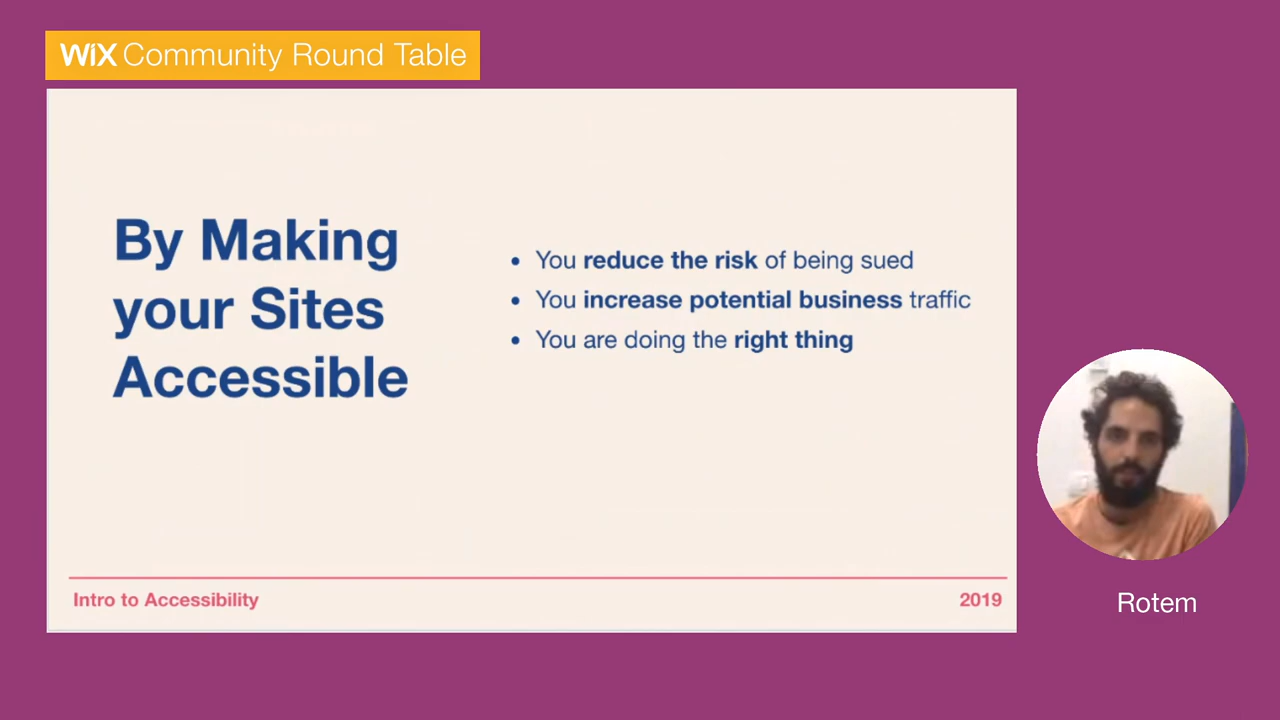 WiX Community Round Table
By Making
your Sites
Accessible
• You reduce the risk of being sued
• You increase potential business traffic
• You are doing the right thing
Intro to Accessibility
2019
Rotem